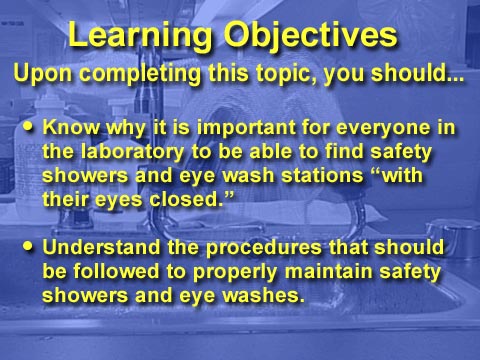 Learning Objectives
Upon completing this topic, you should...
• Know why it is important for everyone in
the laboratory to be able to find safety
showers and eye wash stations “with
their eyes closed.”
• Understand the procedures that should
be followed to properly maintain safety
showers and eye washes.